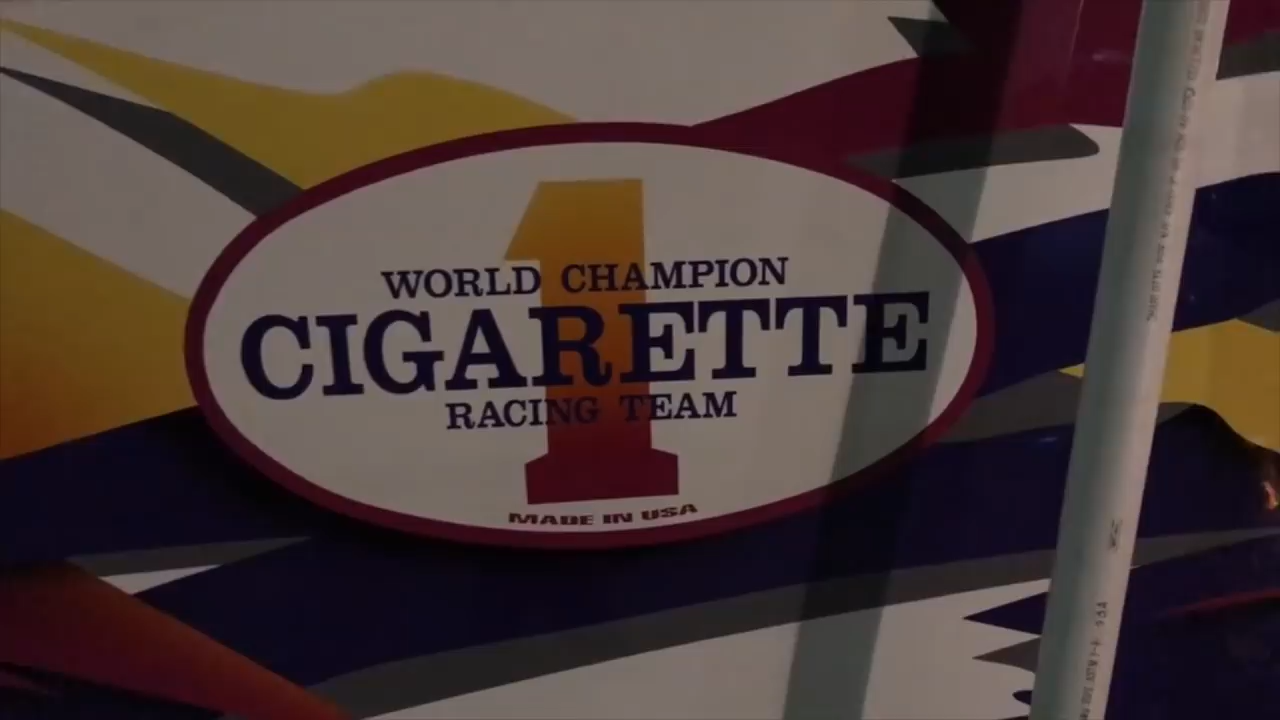 1
WORLD CHAMPION
CIGARETTE
RACING TEAM
MADE IN USA